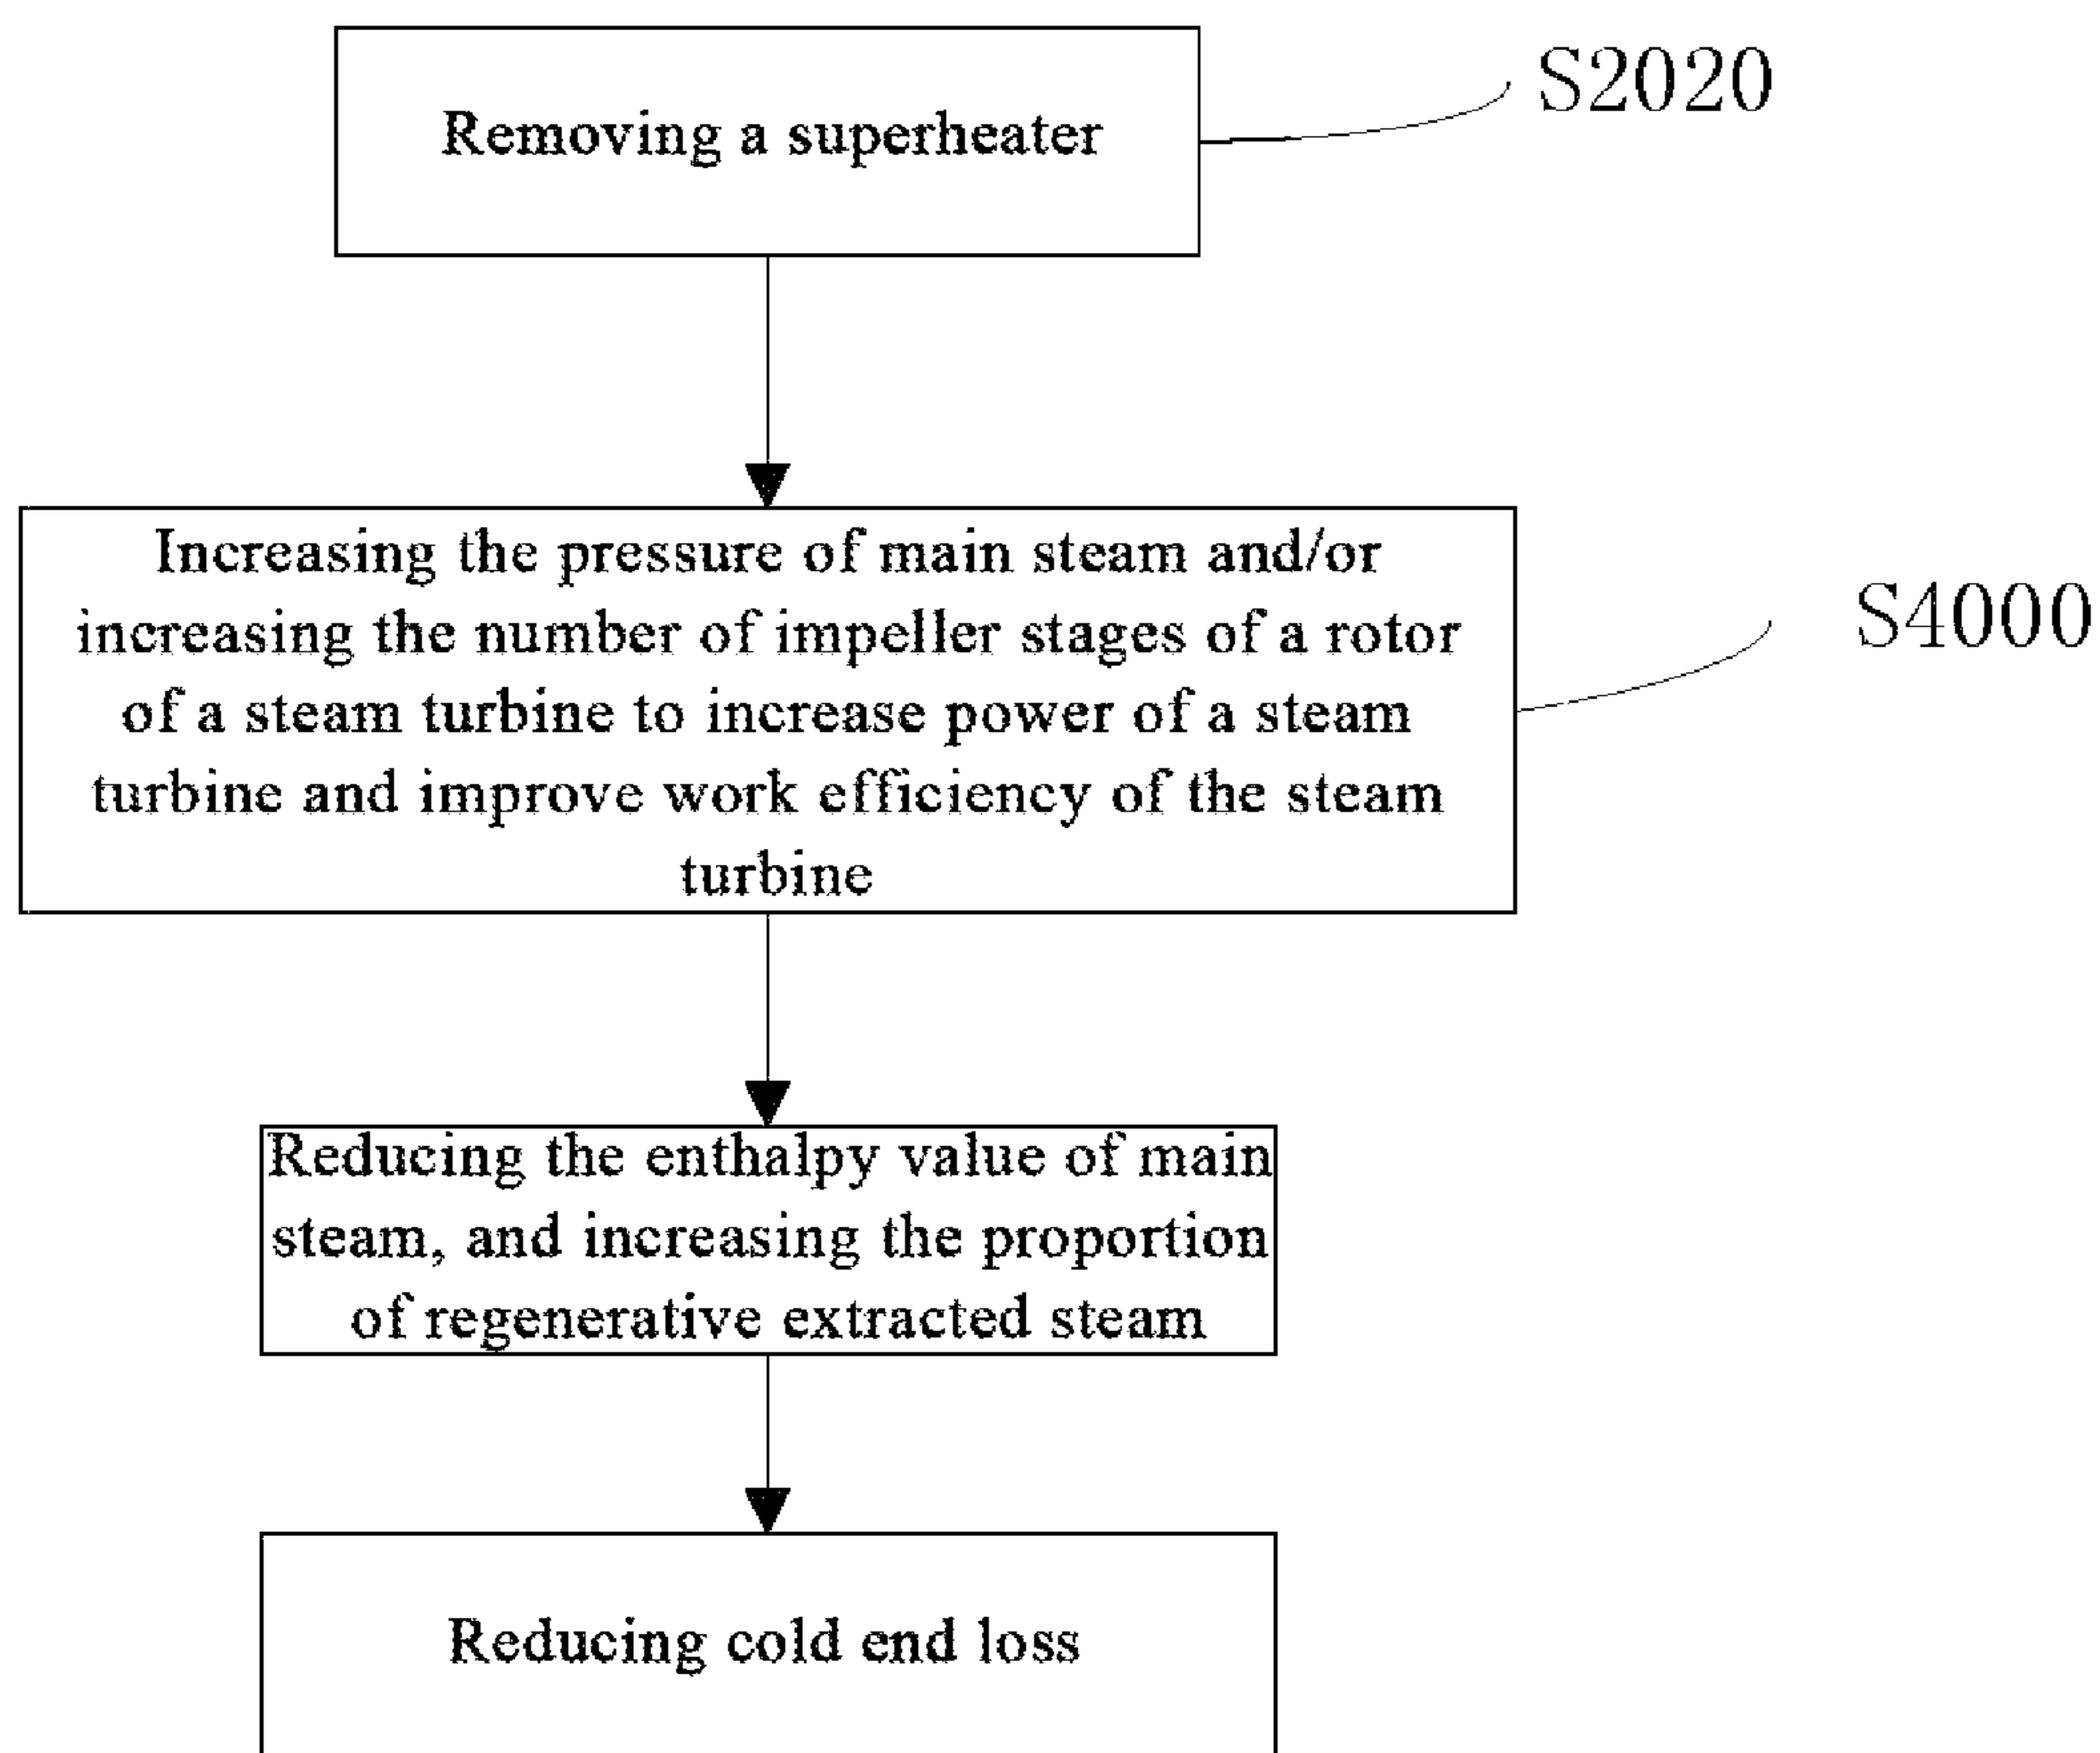 Removing a superheater
S2020
Increasing the pressure of main steam and/or
increasing the number of impeller stages of a rotor
of a steam turbine to increase power of a steam
turbine and improve work efficiency of the steam
turbine
S4000
Reducing the enthalpy value of main
steam, and increasing the proportion
of regenerative extracted steam
Reducing cold end loss